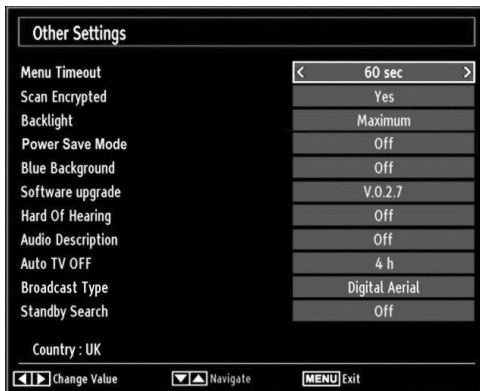 Other Settings
Menu Timeout < 60 sec >
Scan Encrypted Yes
Backlight Maximum
Power Save Mode Off
Blue Background Off
Software upgrade V.0.2.7
Hard Of Hearing Off
Audio Description Off
Auto TV OFF 4 h
Broadcast Type Digital Aerial
Standby Search Off
Country : UK
Change Value Navigate MENU Exit